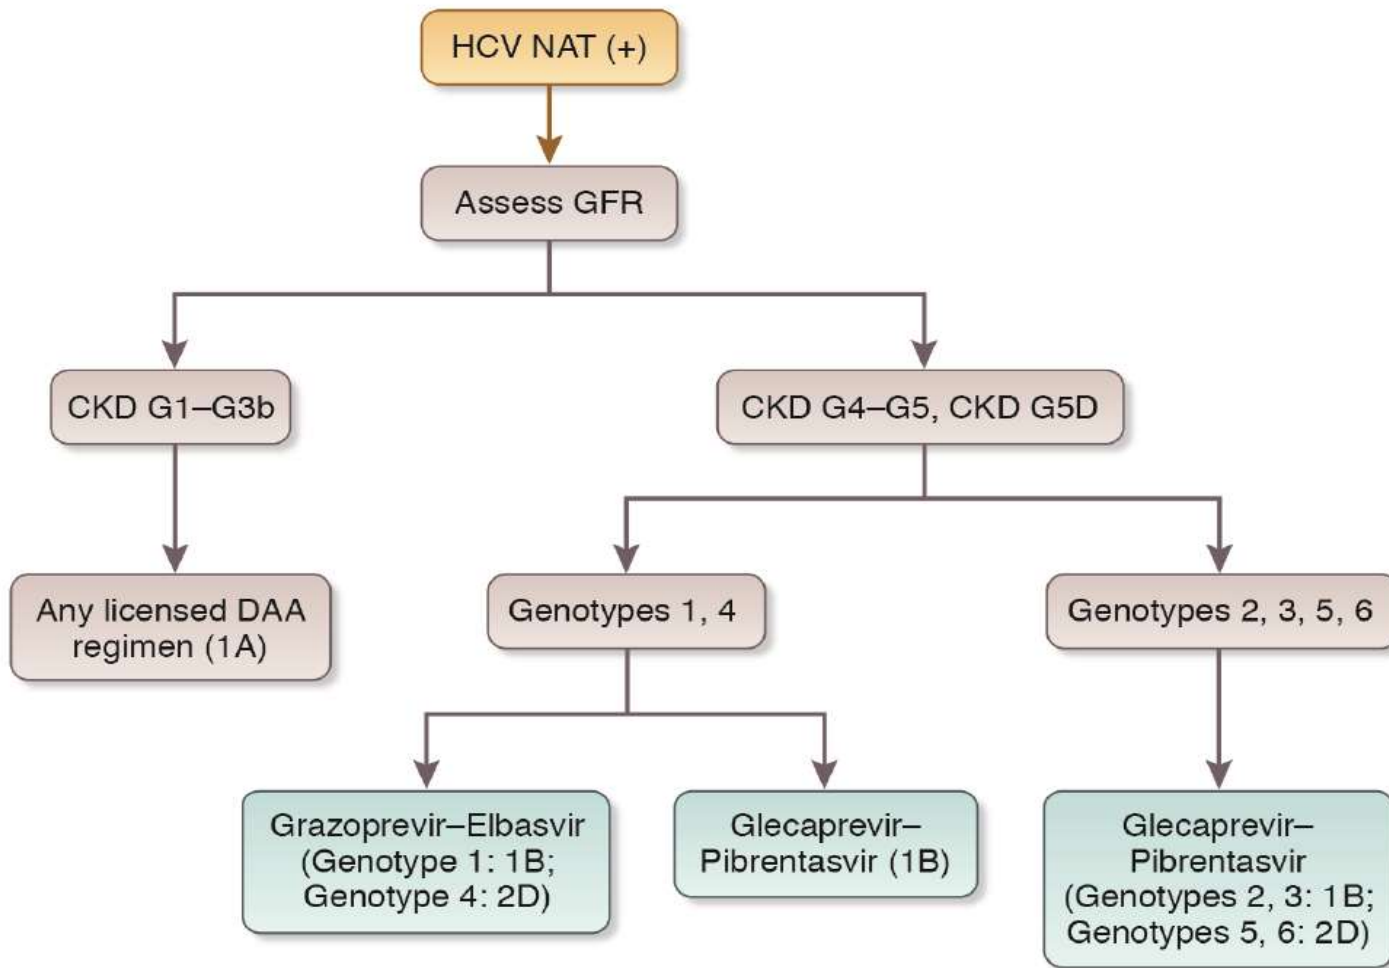 HCV NAT (+)
Assess GFR
CKD G1–G3b
CKD G4–G5, CKD G5D
Any licensed DAA
regimen (1A)
Genotypes 1, 4
Genotypes 2, 3, 5, 6
Grazoprevir–Elbasvir
(Genotype 1: 1B;
Genotype 4: 2D)
Glecaprevir–
Pibrentasvir (1B)
Glecaprevir–
Pibrentasvir
(Genotypes 2, 3: 1B;
Genotypes 5, 6: 2D)